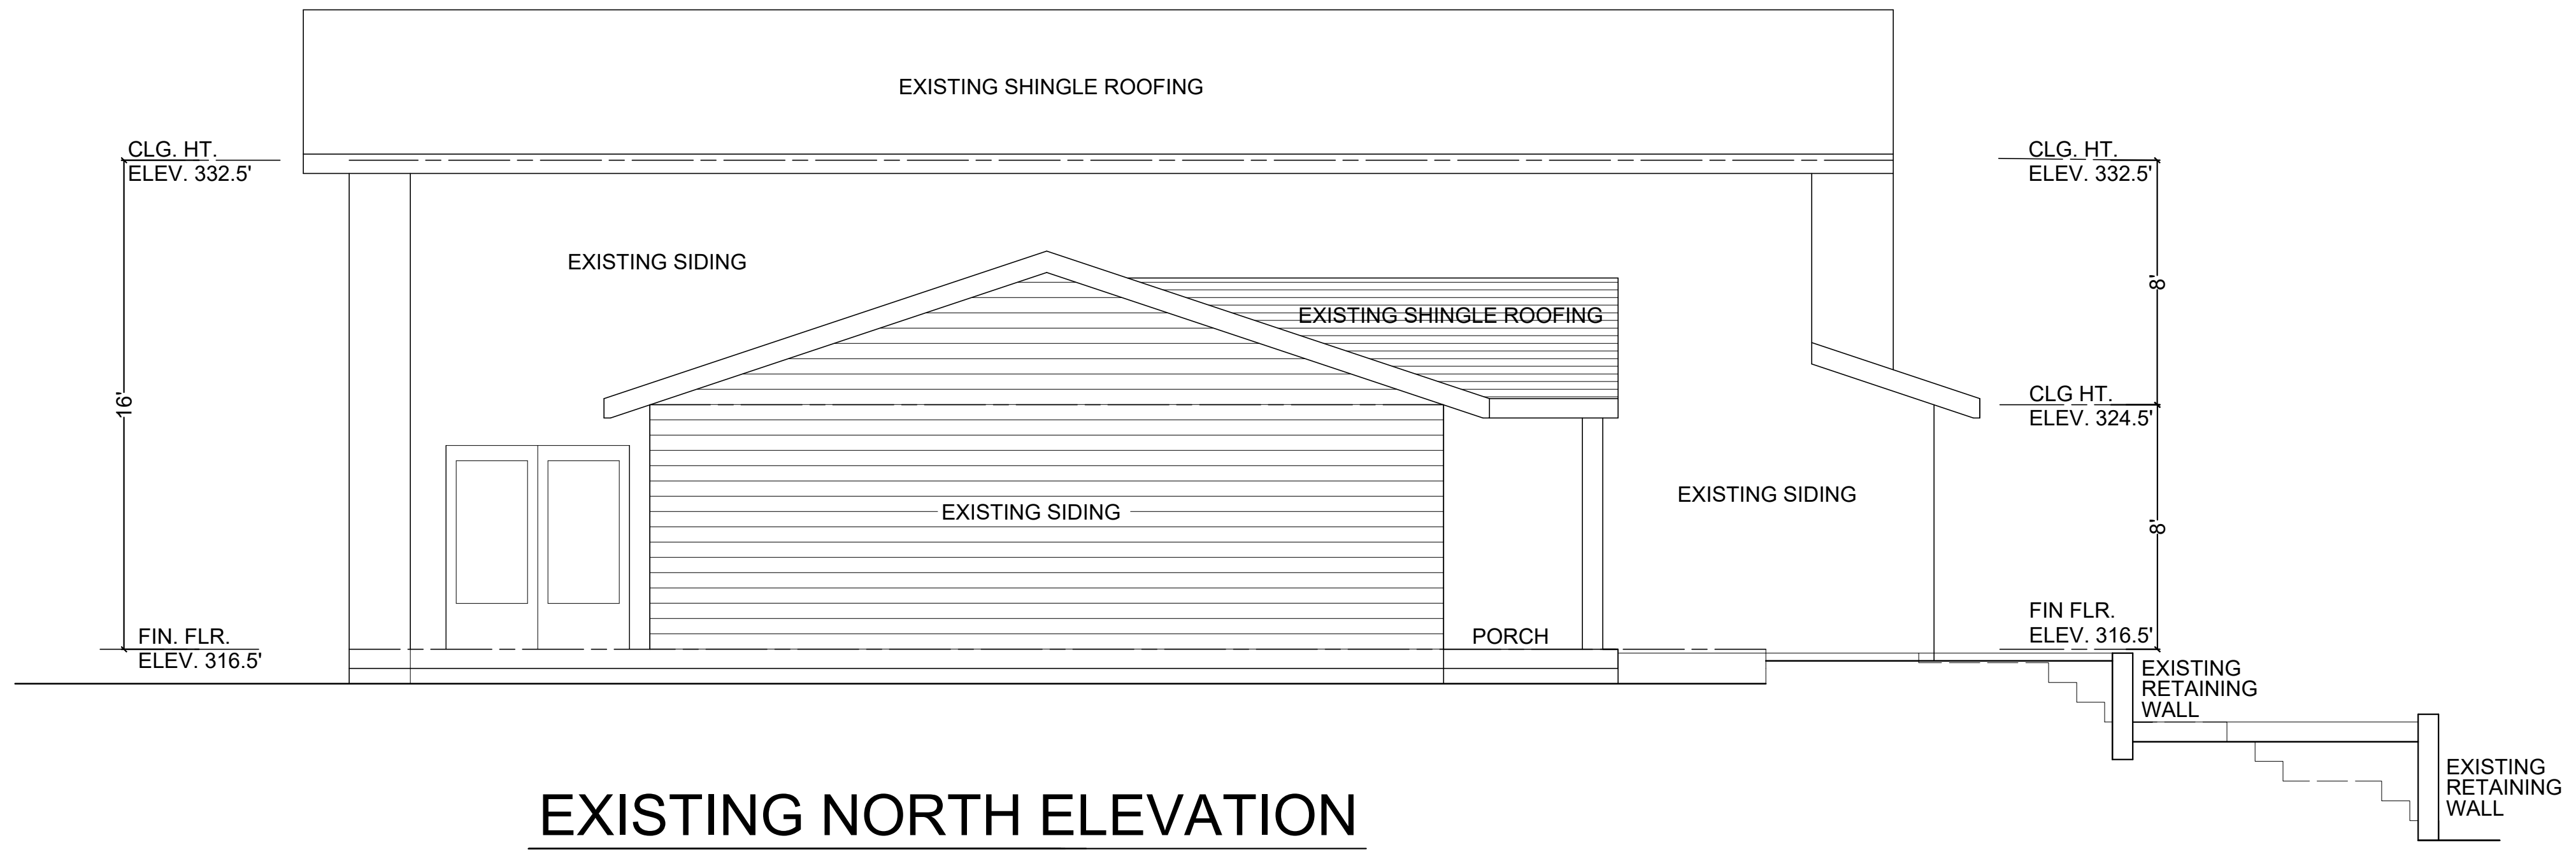 EXISTING SHINGLE ROOFING
CLG. HT.
ELEV. 332.5'
CLG. HT.
ELEV. 332.5'
EXISTING SIDING
8'
EXISTING SHINGLE ROOFING
16'
CLG HT.
ELEV. 324.5'
EXISTING SIDING
EXISTING SIDING
8'
FIN. FLR.
ELEV. 316.5'
PORCH
FIN FLR.
ELEV. 316.5'
EXISTING
RETAINING
WALL
EXISTING
RETAINING
WALL
EXISTING NORTH ELEVATION